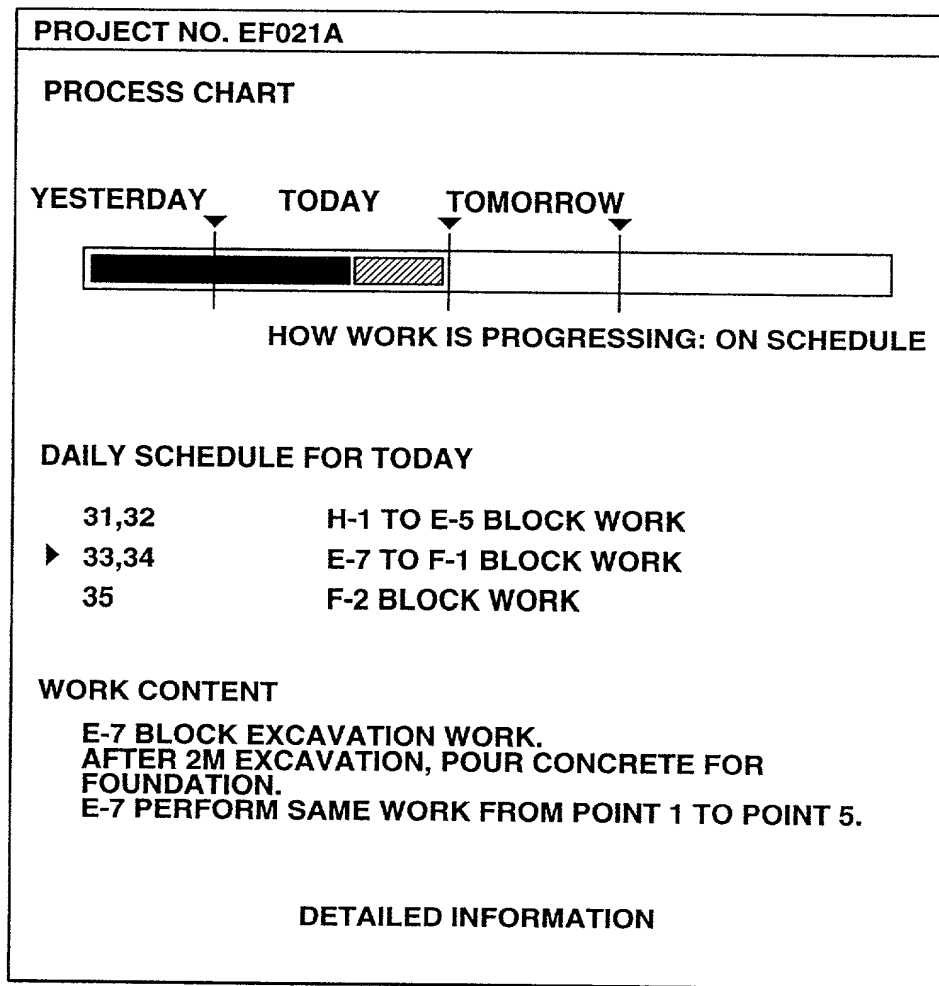 PROJECT NO. EF021A
PROCESS CHART
YESTERDAY TODAY TOMORROW
HOW WORK IS PROGRESSING: ON SCHEDULE
DAILY SCHEDULE FOR TODAY
31,32 H-1 TO E-5 BLOCK WORK
33,34 E-7 TO F-1 BLOCK WORK
35 F-2 BLOCK WORK
WORK CONTENT
E-7 BLOCK EXCAVATION WORK.
AFTER 2M EXCAVATION, POUR CONCRETE FOR
FOUNDATION.
E-7 PERFORM SAME WORK FROM POINT 1 TO POINT 5.
DETAILED INFORMATION